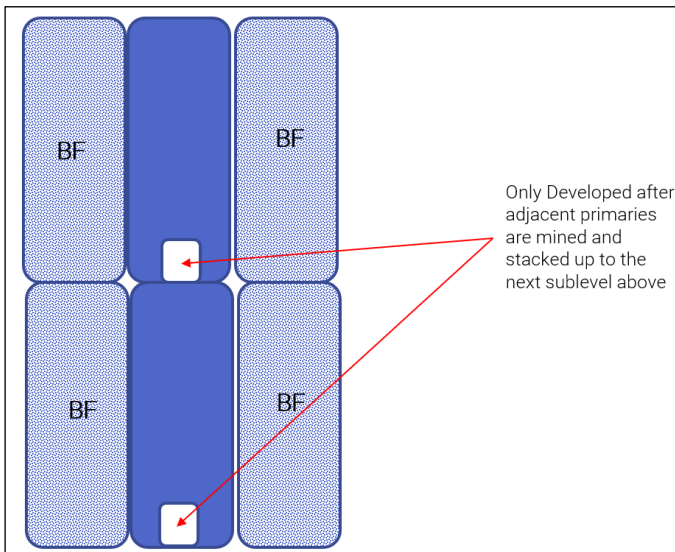 BF
BF
Only Developed after
adjacent primaries
are mined and
stacked up to the
next sublevel above
BF
BF